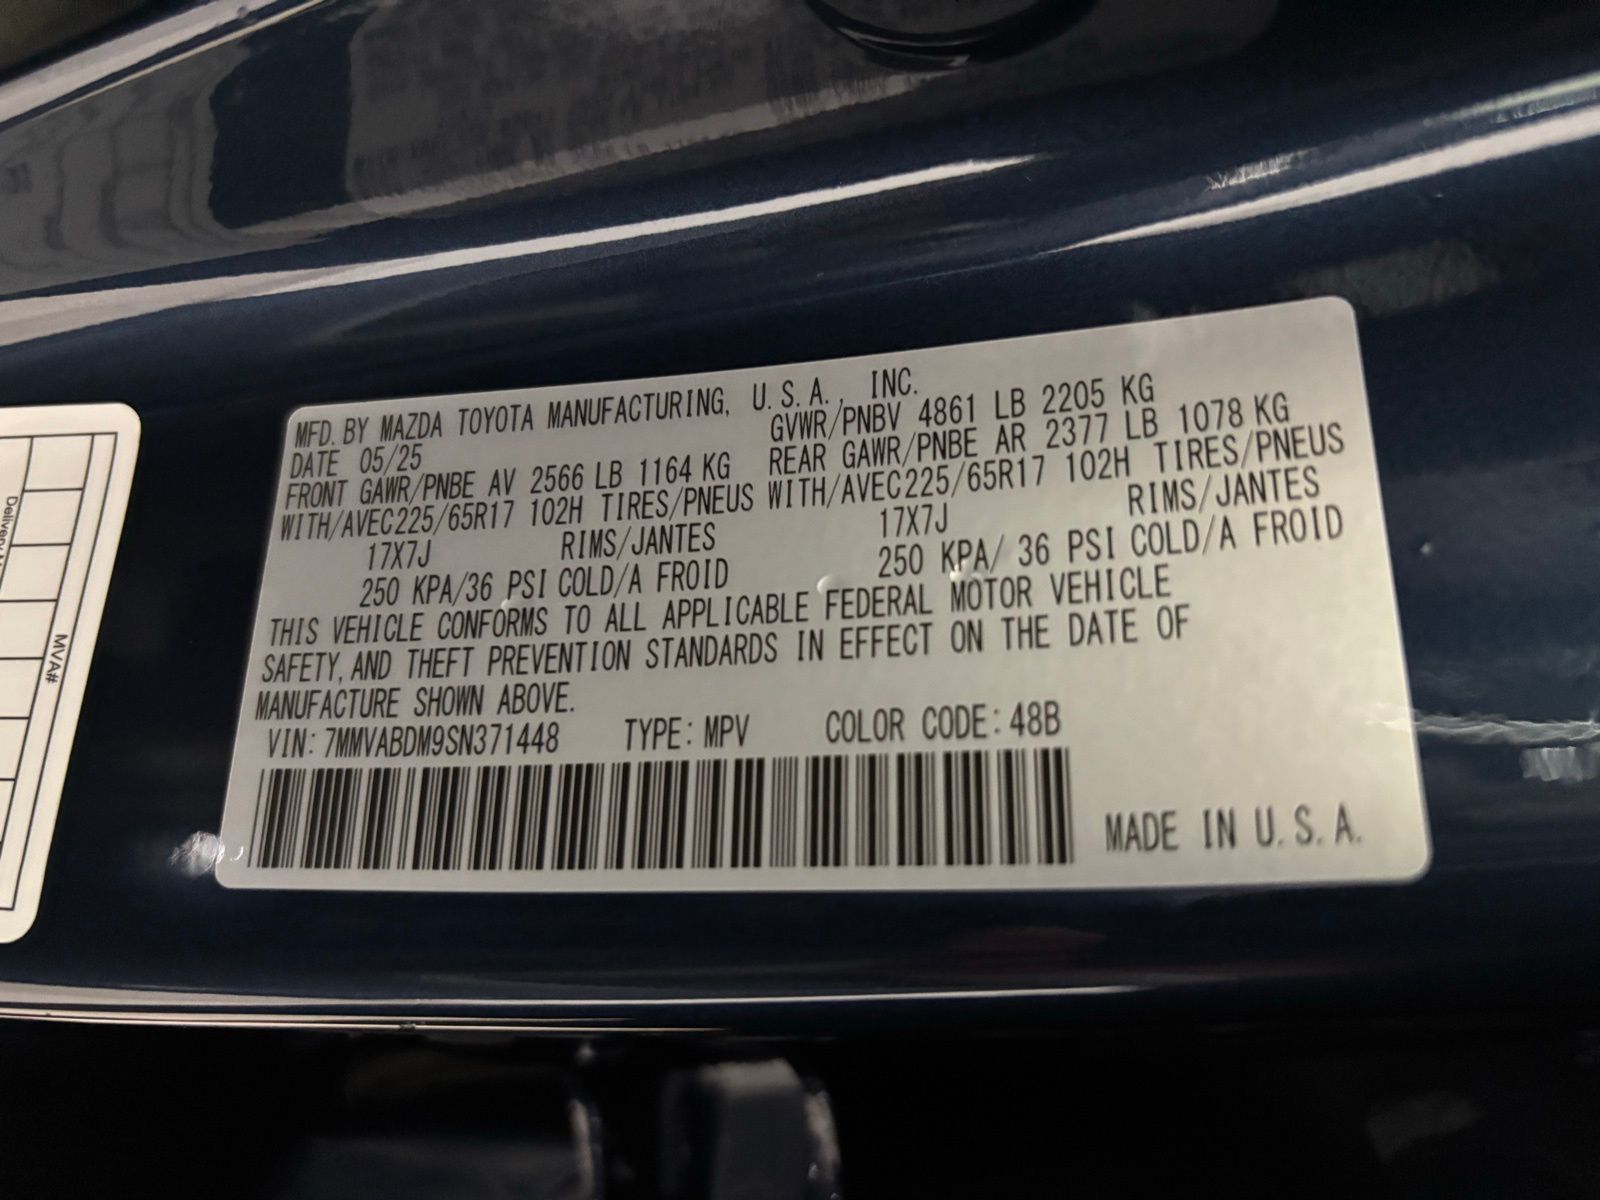 MFD. BY MAZDA TOYOTA MANUFACTURING, U.S.A., INC.
DATE 05/25 GVWR/PNBV 4861 LB 2205 KG
FRONT GAWR/PNBE AV 2566 LB 1164 KG REAR GAWR/PNBE AR 2377 LB 1078 KG
WITH/AVEC225/65R17 102H TIRES/PNEUS WITH/AVEC225/65R17 102H TIRES/PNEUS
17X7J RIMS/JANTES 17X7J RIMS/JANTES
250 KPA/36 PSI COLD/A FROID 250 KPA/ 36 PSI COLD/A FROID
THIS VEHICLE CONFORMS TO ALL APPLICABLE FEDERAL MOTOR VEHICLE
SAFETY, AND THEFT PREVENTION STANDARDS IN EFFECT ON THE DATE OF
MANUFACTURE SHOWN ABOVE.
VIN: 7MMVABDM9SN371448 TYPE: MPV COLOR CODE: 48B
MADE IN U.S.A.
Delivery
MVA#